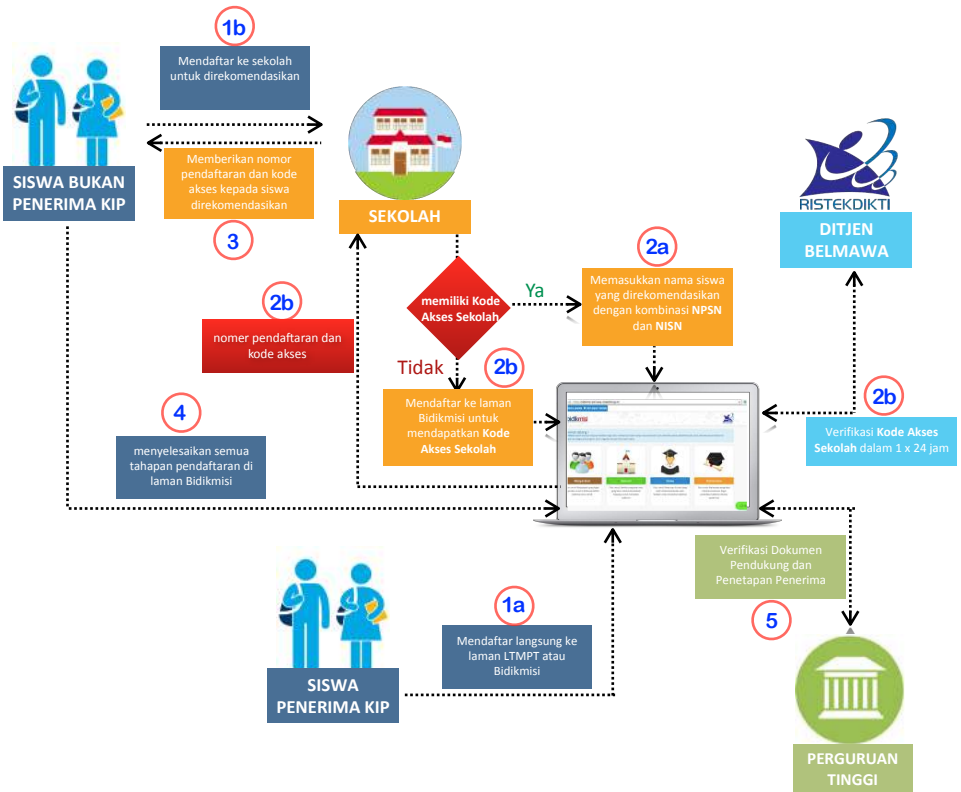 1b
Mendaftar ke sekolah
untuk direkomendasikan
SISWA BUKAN
PENERIMA KIP
Memberikan nomor
pendaftaran dan kode
akses kepada siswa
direkomendasikan
3
SEKOLAH
RISTEKDIKTI
DITJEN
BELMAWA
2a
Memasukkan nama siswa
yang direkomendasikan
dengan kombinasi NPSN
dan NISN
memiliki Kode
Akses Sekolah
Ya
Tidak
2b
nomer pendaftaran dan
kode akses
2b
Mendaftar ke laman
Bidikmisi untuk
mendapatkan Kode
Akses Sekolah
2b
Verifikasi Kode Akses
Sekolah dalam 1 x 24 jam
4
menyelesaikan semua
tahapan pendaftaran di
laman Bidikmisi
1a
Mendaftar langsung ke
laman LTMPT atau
Bidikmisi
SISWA
PENERIMA KIP
Verifikasi Dokumen
Pendukung dan
Penetapan Penerima
5
PERGURUAN
TINGGI